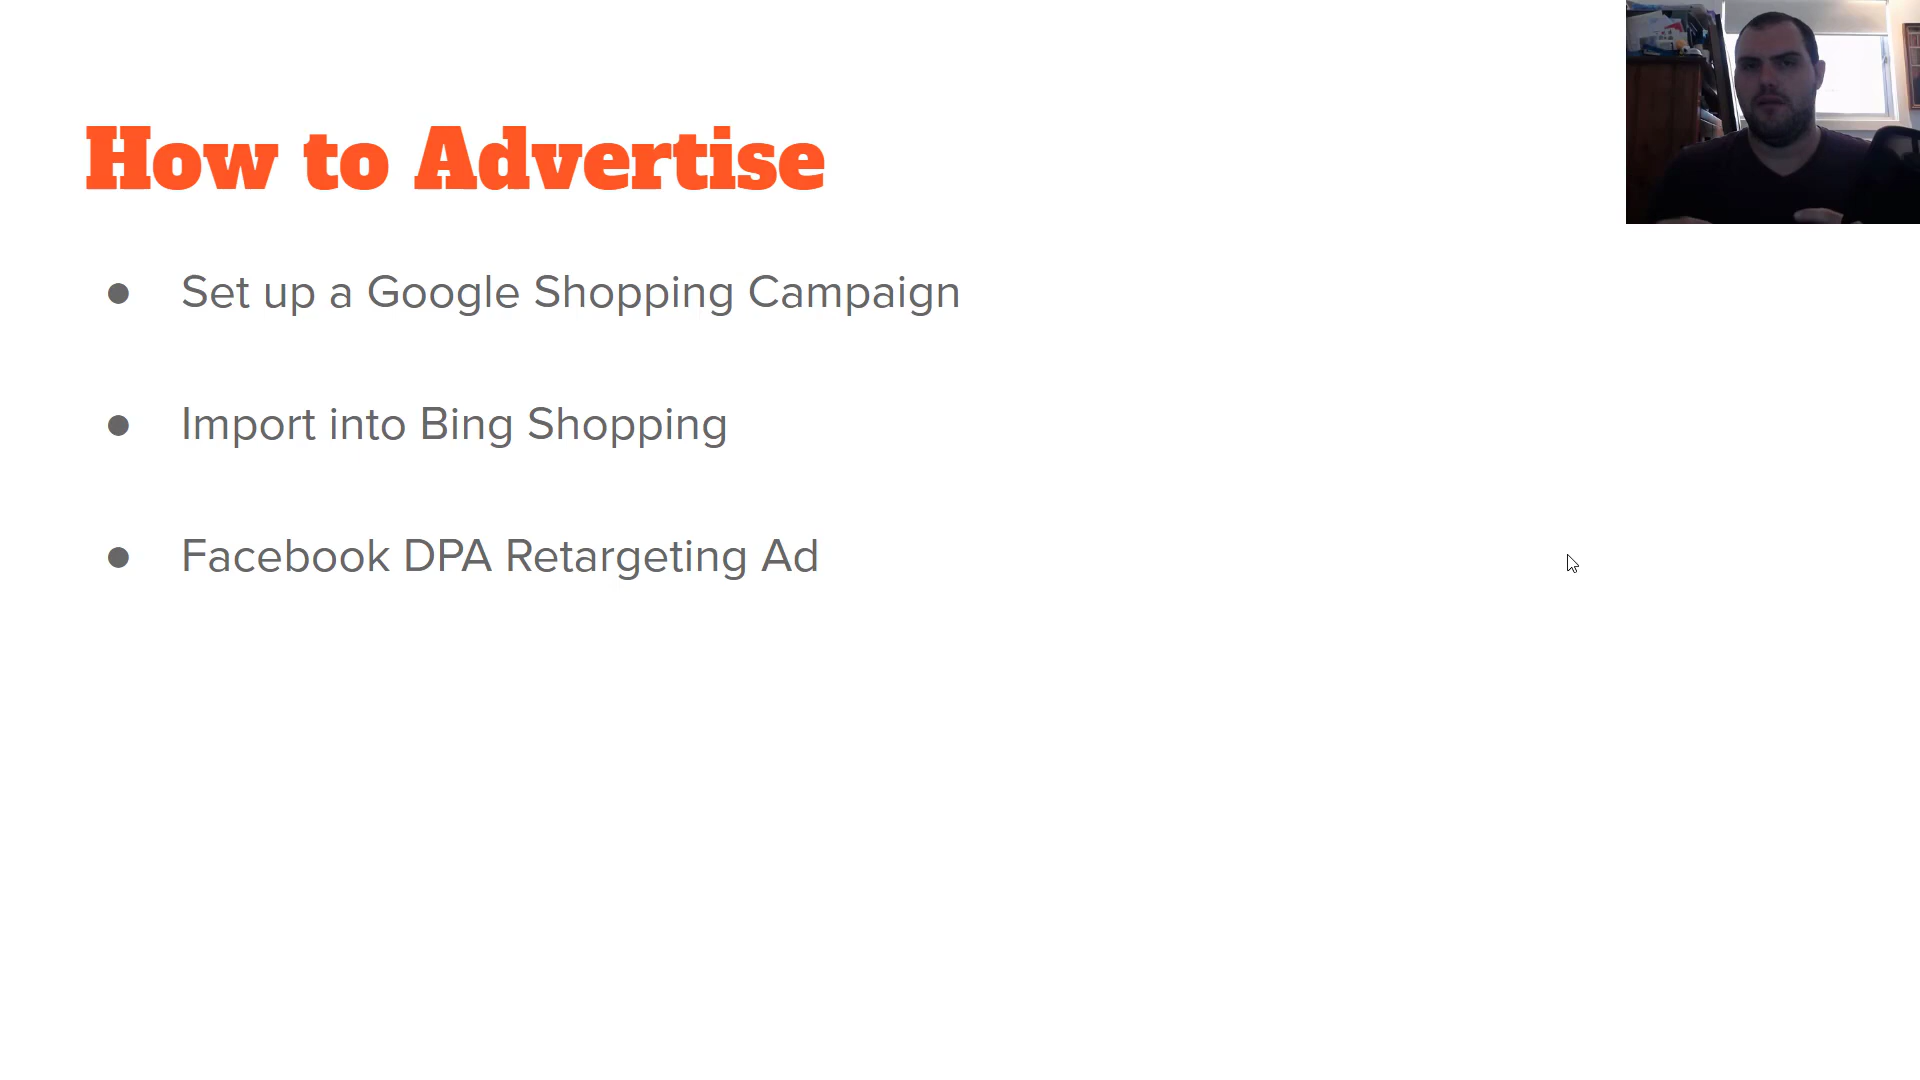 How to Advertise
● Set up a Google Shopping Campaign
● Import into Bing Shopping
● Facebook DPA Retargeting Ad